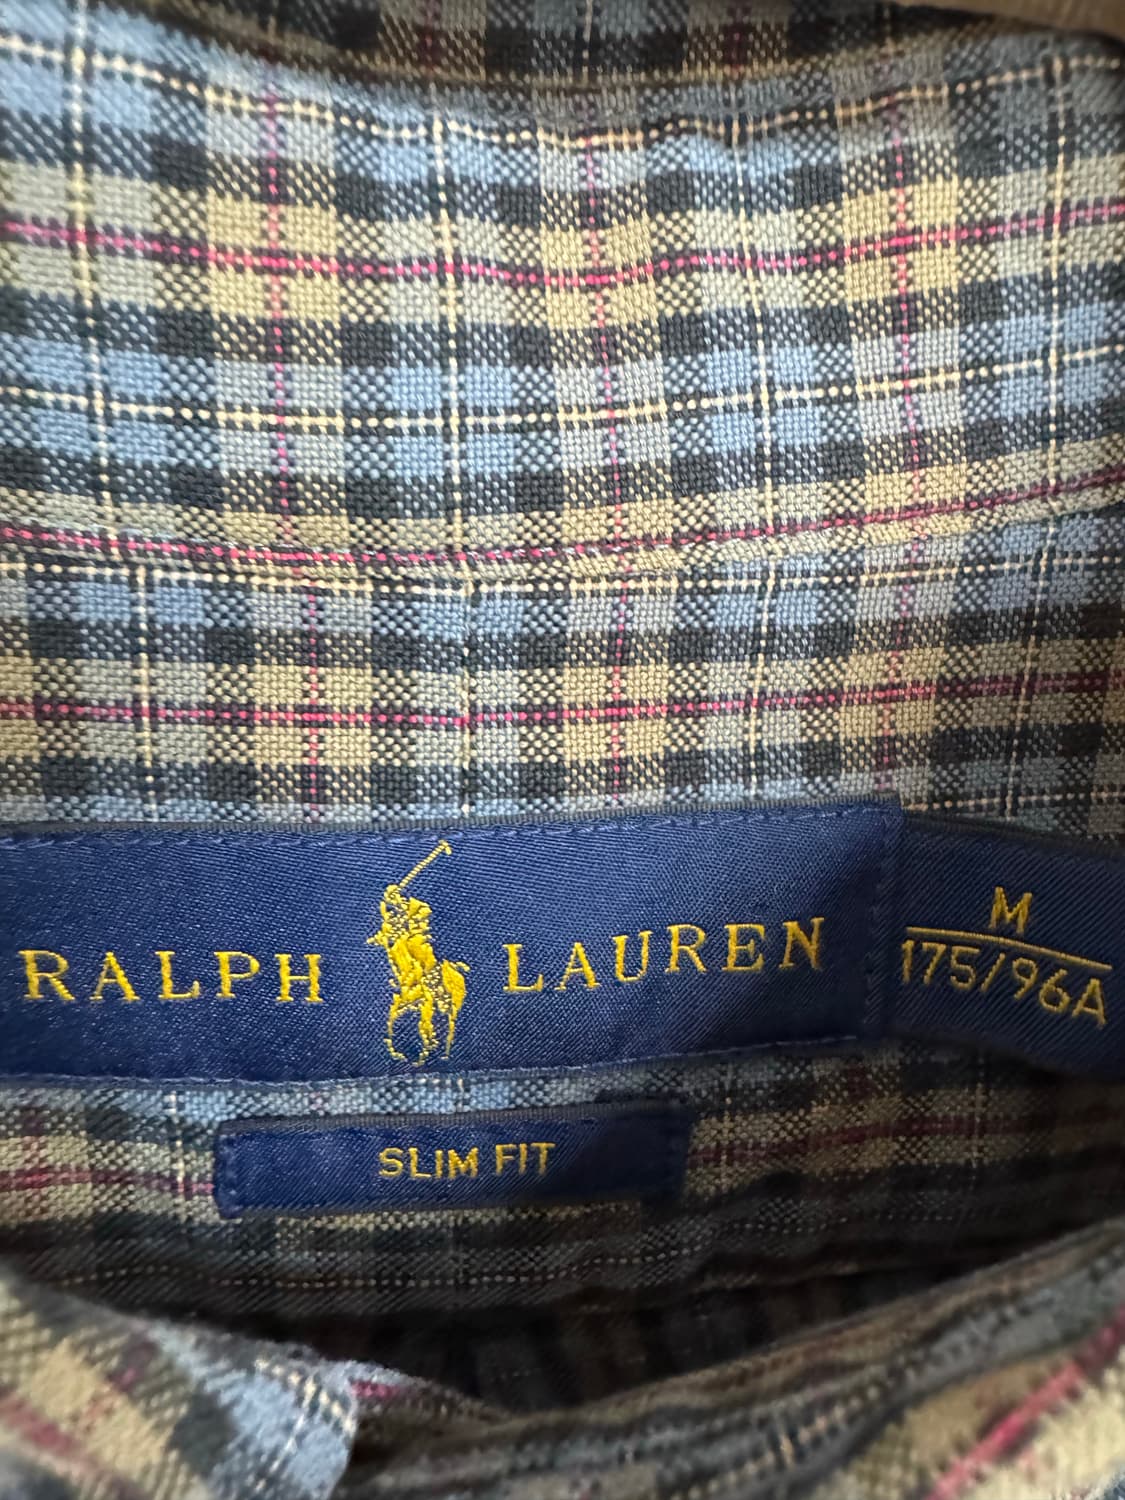 RALPH LAUREN
M
175/96A
SLIM FIT